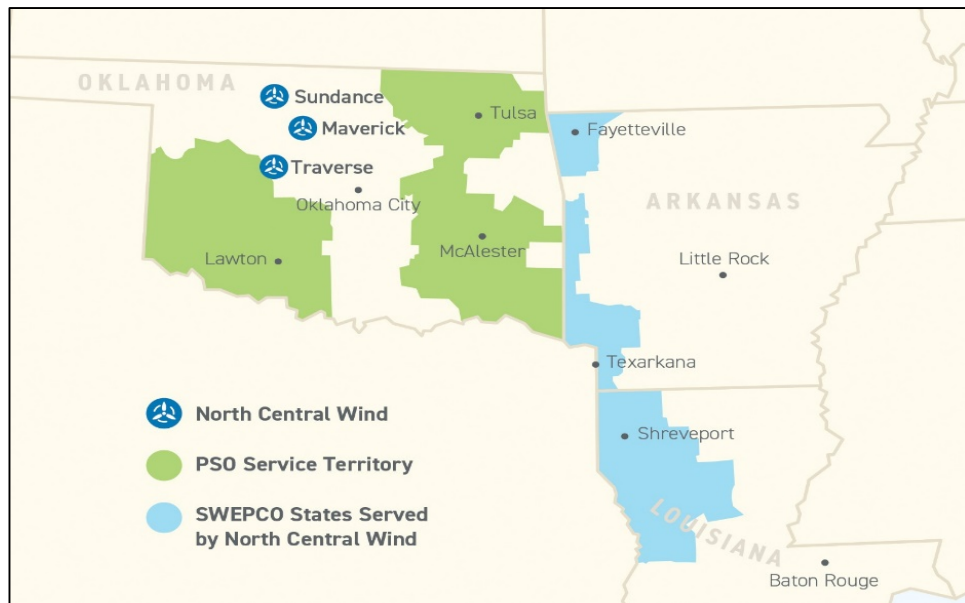 OKLAHOMA
Sundance
Maverick
Traverse
Oklahoma City
Tulsa
Lawton
McAlester
Fayetteville
ARKANSAS
Little Rock
Texarkana
Shreveport
LOUISIANA
Baton Rouge
North Central Wind
PSO Service Territory
SWEPCO States Served
by North Central Wind